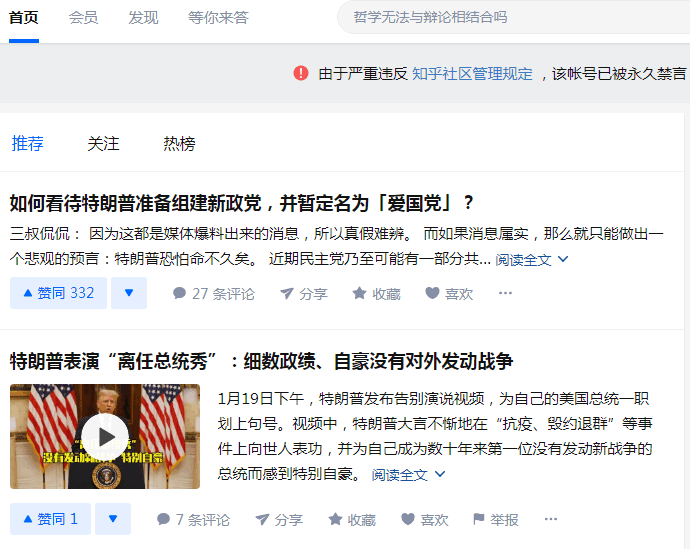 首页 会员 发现 等你来答 哲学无法与辩论相结合吗
由于严重违反 知乎社区管理规定 ，该帐号已被永久禁言
推荐 关注 热榜
如何看待特朗普准备组建新政党，并暂定名为「爱国党」？
三叔侃侃： 因为这都是媒体爆料出来的消息，所以真假难辨。 而如果消息属实，那么就只能做出一
个悲观的预言：特朗普恐怕命不久矣。 近期民主党乃至可能有一部分共... 阅读全文
赞同 332 27 条评论 分享 收藏 喜欢 ···
特朗普表演“离任总统秀”：细数政绩、自豪没有对外发动战争
1月19日下午，特朗普发布告别演说视频，为自己的美国总统一职
划上句号。视频中，特朗普大言不惭地在“抗疫、毁约退群”等事
件上向世人表功，并为自己成为数十年来第一位没有发动新战争的
总统而感到特别自豪。 阅读全文
赞同 1 7 条评论 分享 收藏 喜欢 举报 ···